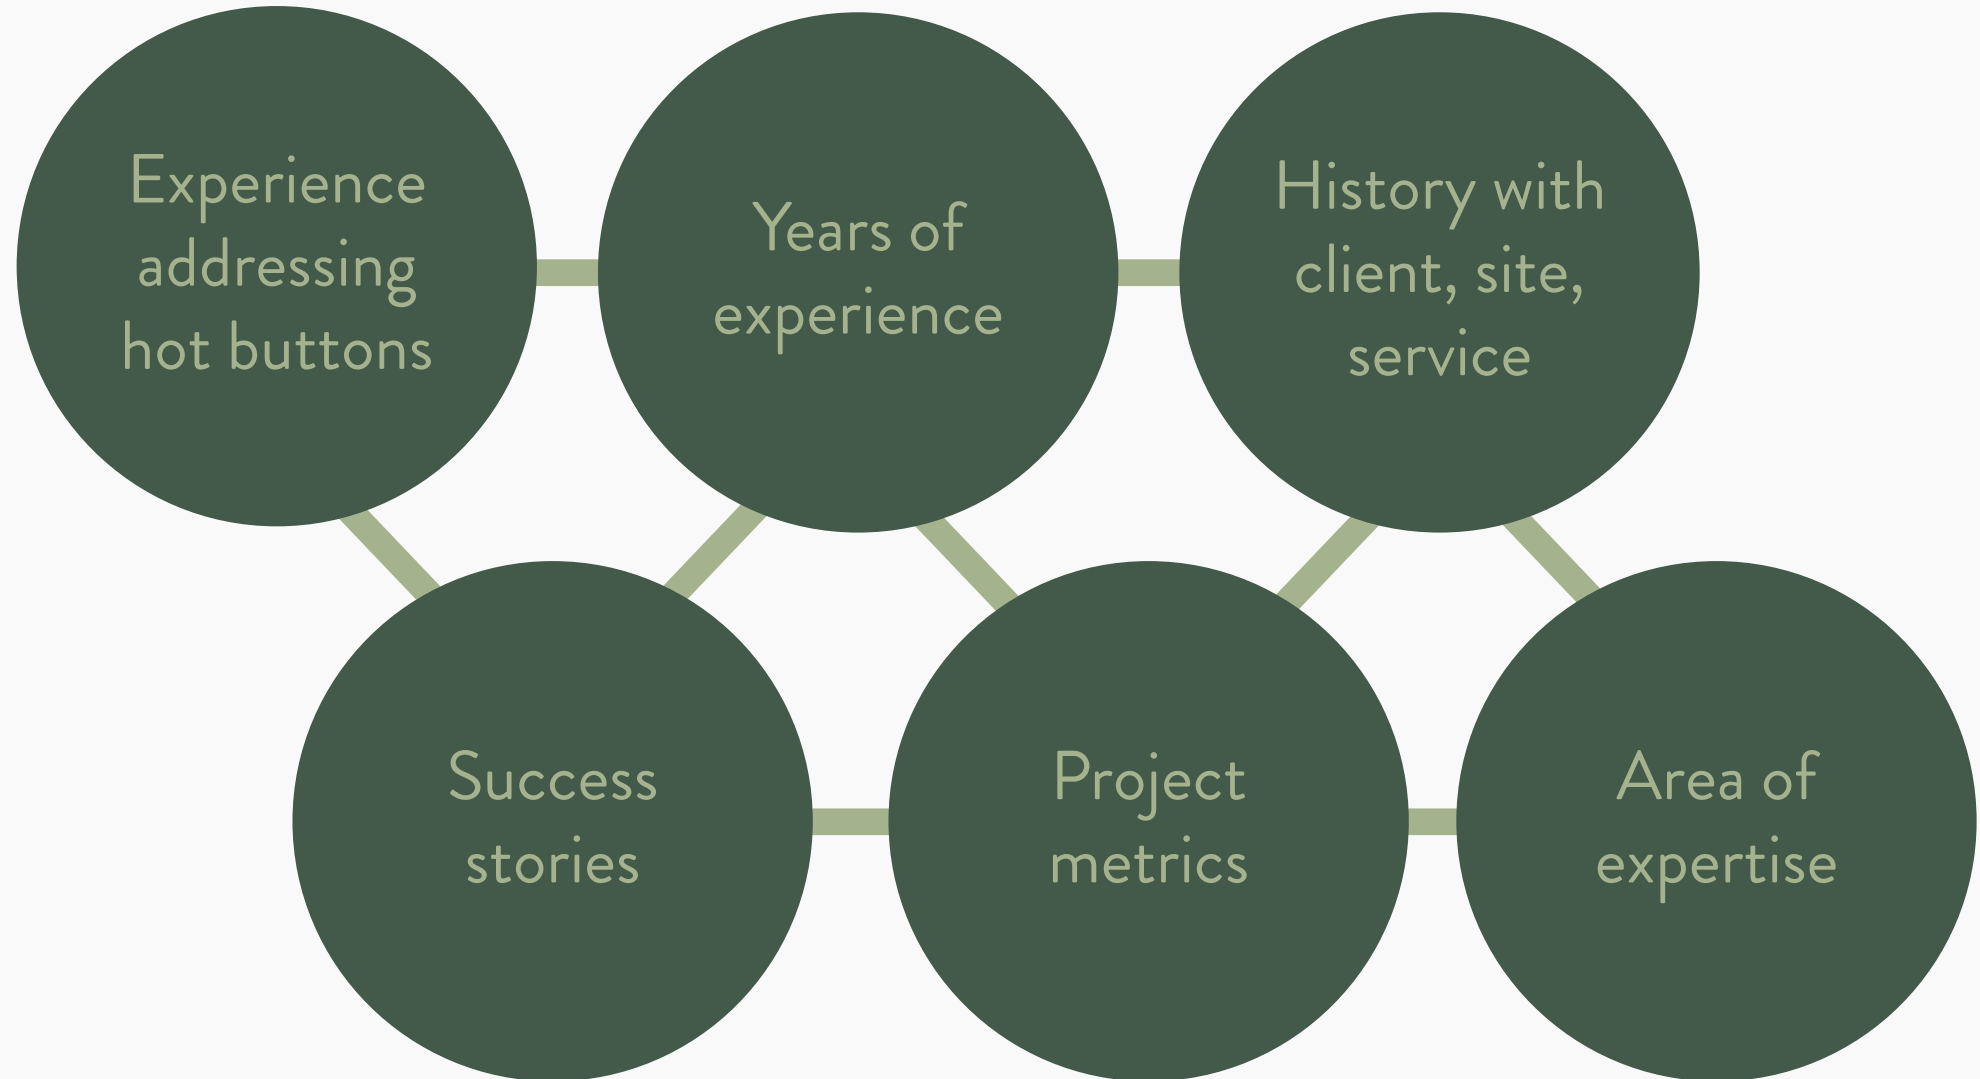 Experience
addressing
hot buttons
Years of
experience
History with
client, site,
service
Success
stories
Project
metrics
Area of
expertise